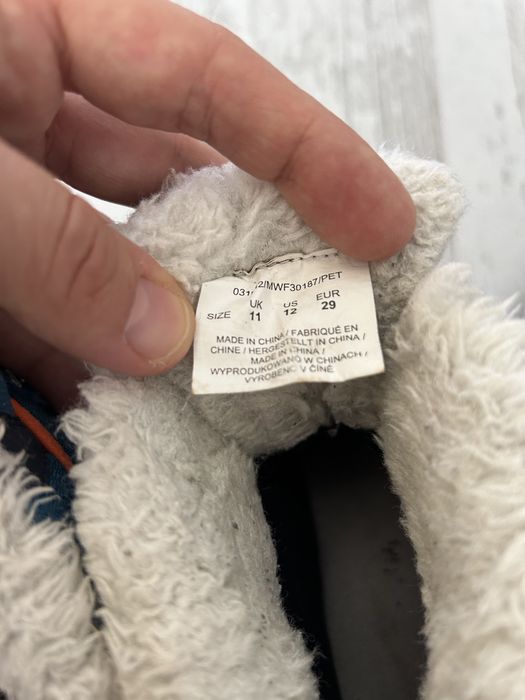 /MWF30187/PET
SIZE UK 11 US 12 EUR 29
MADE IN CHINA / FABRIQUÉ EN
CHINE / HERGESTELLT IN CHINA /
MADE IN CHINA /
WYPRODUKOWANO W CHINACH /
VYROBENO V ČÍNĚ